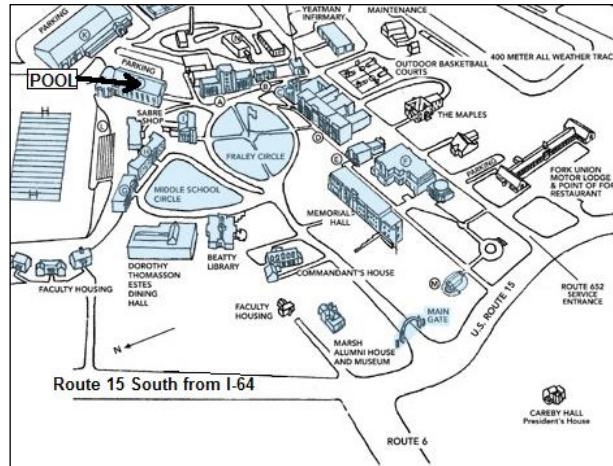 YEATMAN
INFIRMARY
MAINTENANCE
PARKING
400 METER ALL WEATHER TRAC
POOL
PARKING
OUTDOOR BASKETBALL
COURTS
SABRE
SHOP
THE MAPLES
FRALEY CIRCLE
PARKING
FORK UNION
MOTOR LODGE
& POINT OF FOR
RESTAURANT
MIDDLE SCHOOL
CIRCLE
MEMORIAL
HALL
DOROTHY
THOMASSON
ESTES
DINING
HALL
BEATTY
LIBRARY
COMMANDANT'S HOUSE
FACULTY HOUSING
ROUTE 652
SERVICE
ENTRANCE
U.S. ROUTE 15
FACULTY
HOUSING
MAIN
GATE
N
MARSH
ALUMNI HOUSE
AND MUSEUM
Route 15 South from I-64
CAREBY HALL
President's House
ROUTE 6
A
B
D
E
F
M
H
H